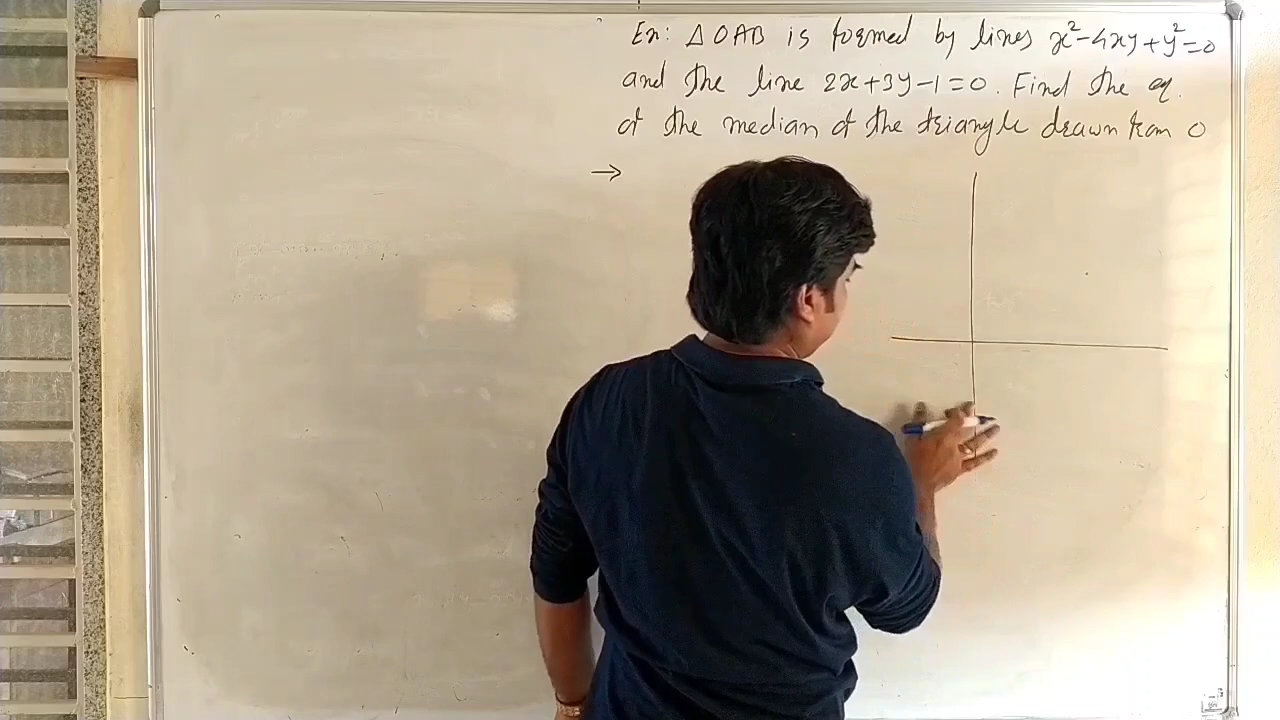 Ex: △OAB is formed by lines x²-4xy+y²=0
and the line 2x+3y-1=0. Find the eq.
of the median of the triangle drawn from O
→